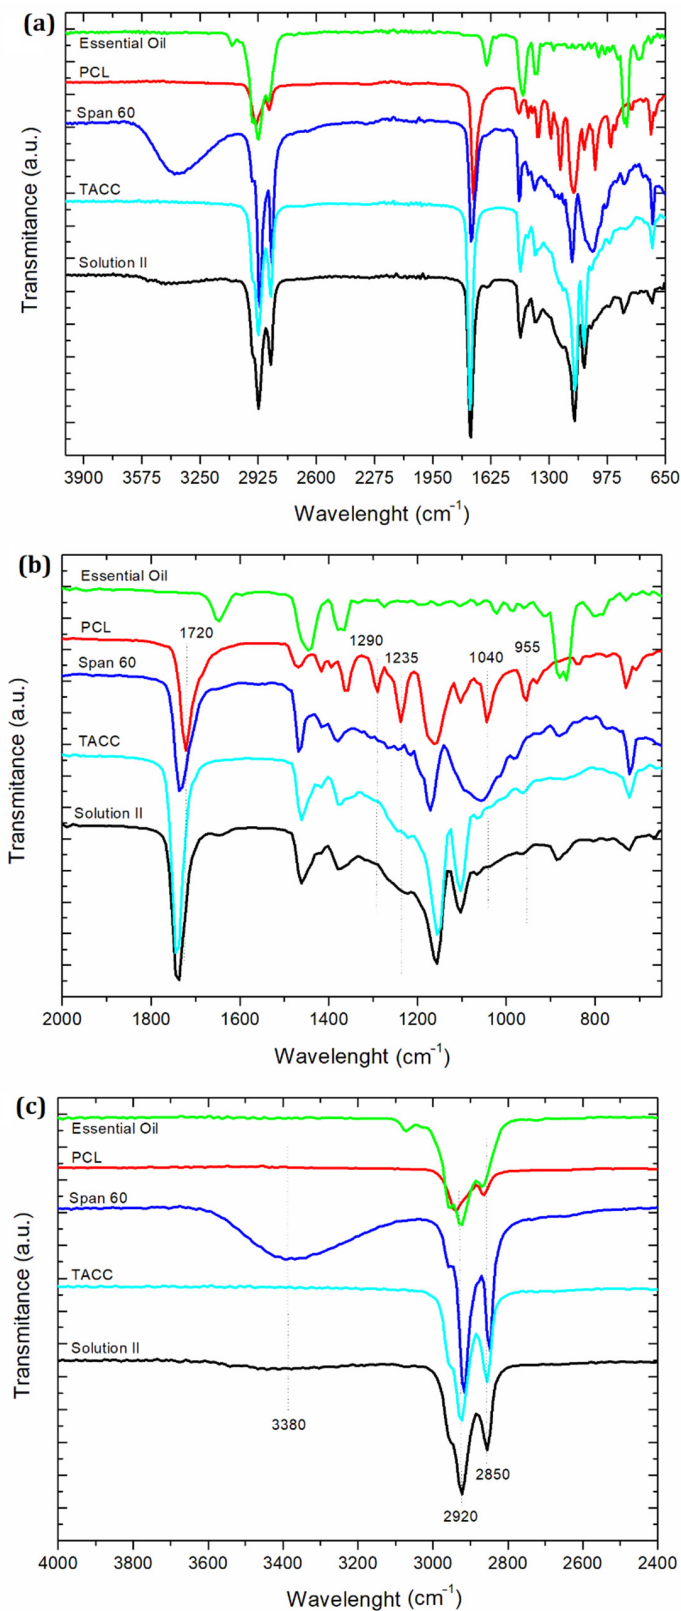 (a)
Essential Oil
PCL
Span 60
TACC
Solution II
Transmitance (a.u.)
3900 3575 3250 2925 2600 2275 1950 1625 1300 975 650
Wavelenght (cm⁻¹)
(b)
Essential Oil
PCL
1720
1290
1235
1040
955
Span 60
TACC
Solution II
Transmitance (a.u.)
2000 1800 1600 1400 1200 1000 800
Wavelenght (cm⁻¹)
(c)
Essential Oil
PCL
Span 60
TACC
Solution II
3380
2850
2920
Transmitance (a.u.)
4000 3800 3600 3400 3200 3000 2800 2600 2400
Wavelenght (cm⁻¹)